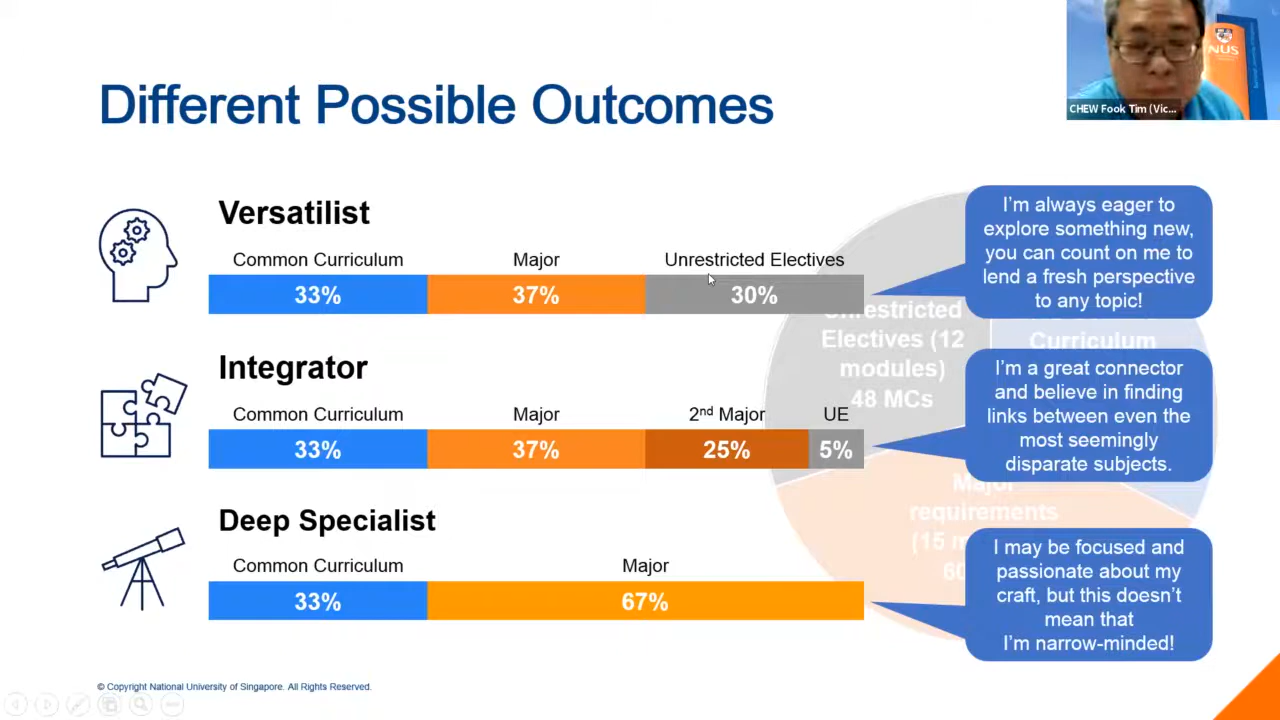 NUS
CHEW Fook Tim (Vic...
Different Possible Outcomes
Versatilist
Common Curriculum Major Unrestricted Electives
33% 37% 30%
I'm always eager to
explore something new,
you can count on me to
lend a fresh perspective
to any topic!
Integrator
Common Curriculum Major 2nd Major UE
33% 37% 25% 5%
I'm a great connector
and believe in finding
links between even the
most seemingly
disparate subjects.
Deep Specialist
Common Curriculum Major
33% 67%
I may be focused and
passionate about my
craft, but this doesn't
mean that
I'm narrow-minded!
Unrestricted
Electives (12
modules)
48 MCs
Curriculum
Major
requirements
(15
© Copyright National University of Singapore. All Rights Reserved.